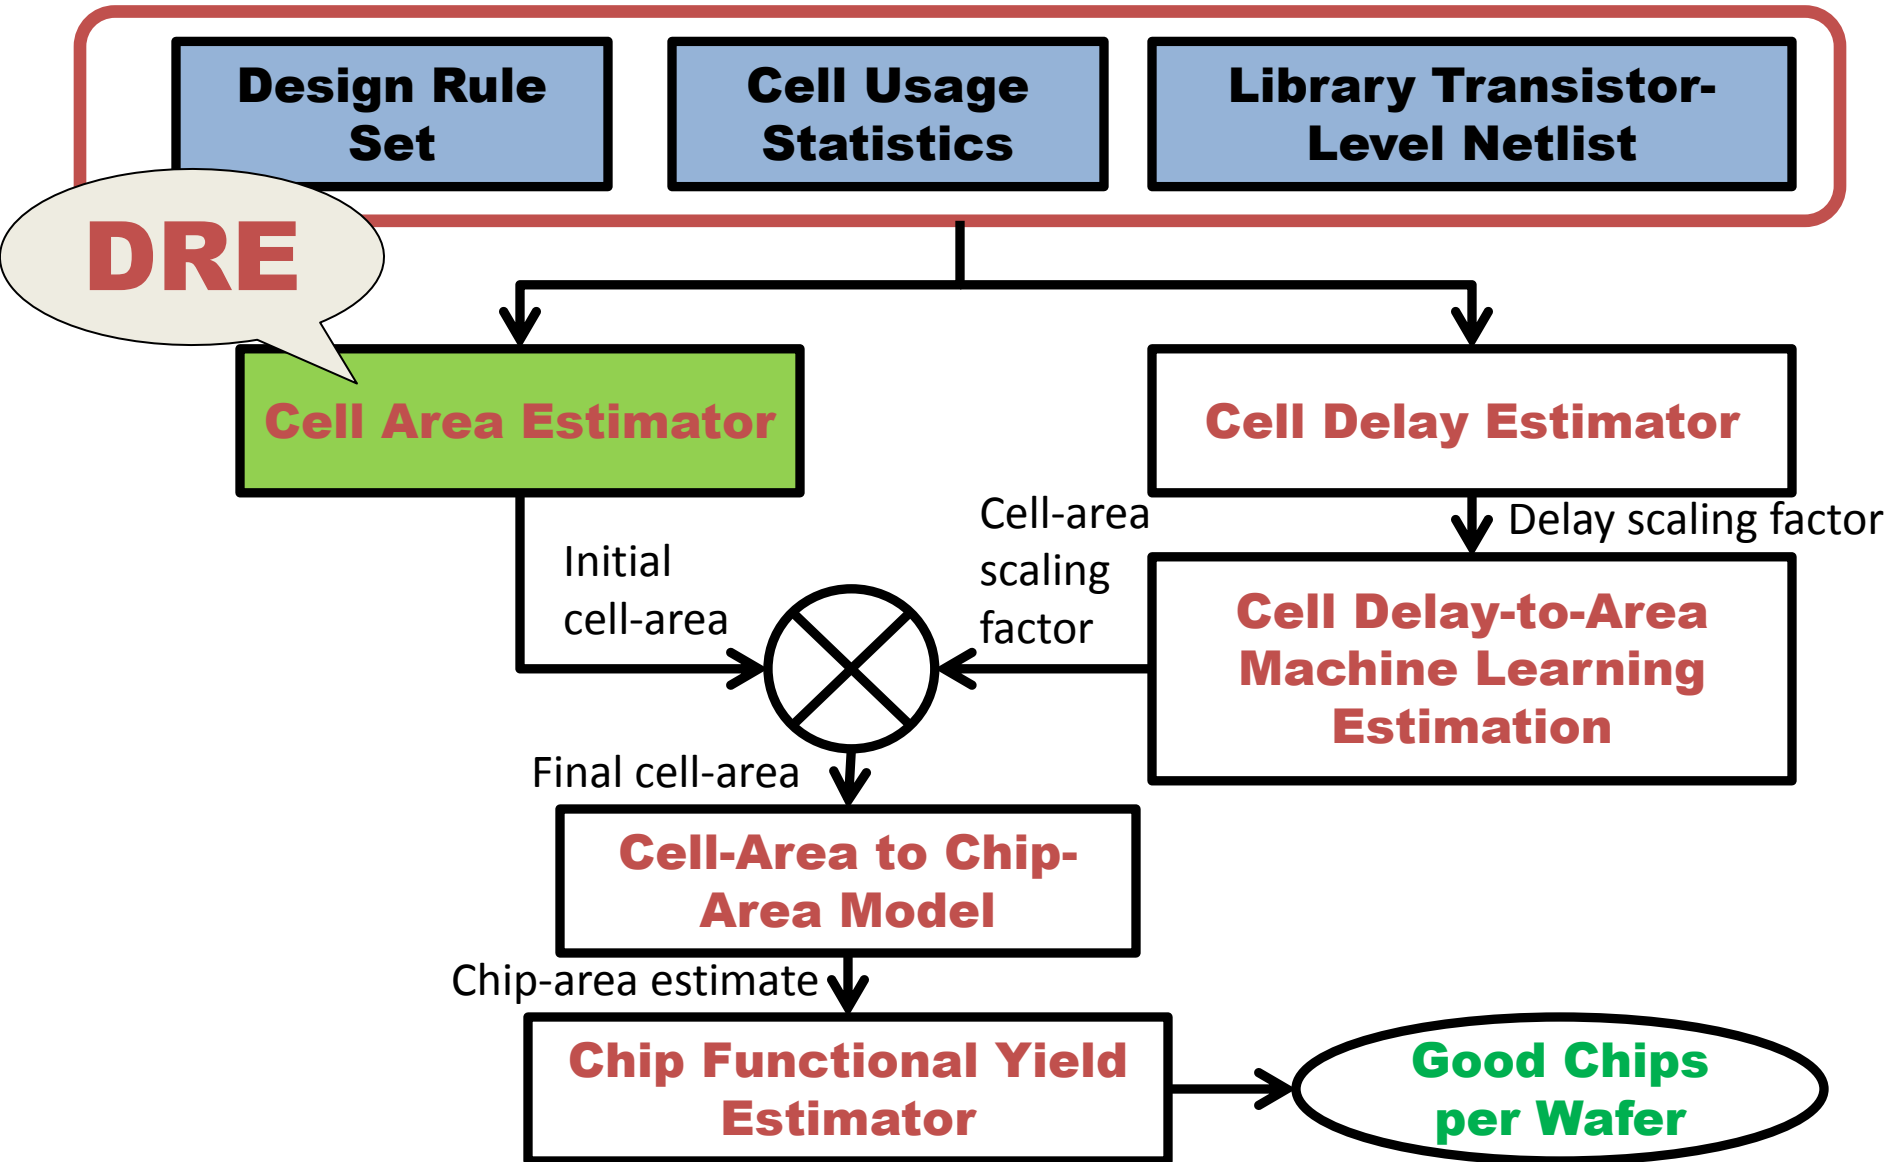 Design Rule
Set
Cell Usage
Statistics
Library Transistor-
Level Netlist
DRE
Cell Area Estimator
Cell Delay Estimator
Delay scaling factor
Cell-area
scaling
factor
Initial
cell-area
Cell Delay-to-Area
Machine Learning
Estimation
Final cell-area
Cell-Area to Chip-
Area Model
Chip-area estimate
Chip Functional Yield
Estimator
Good Chips
per Wafer